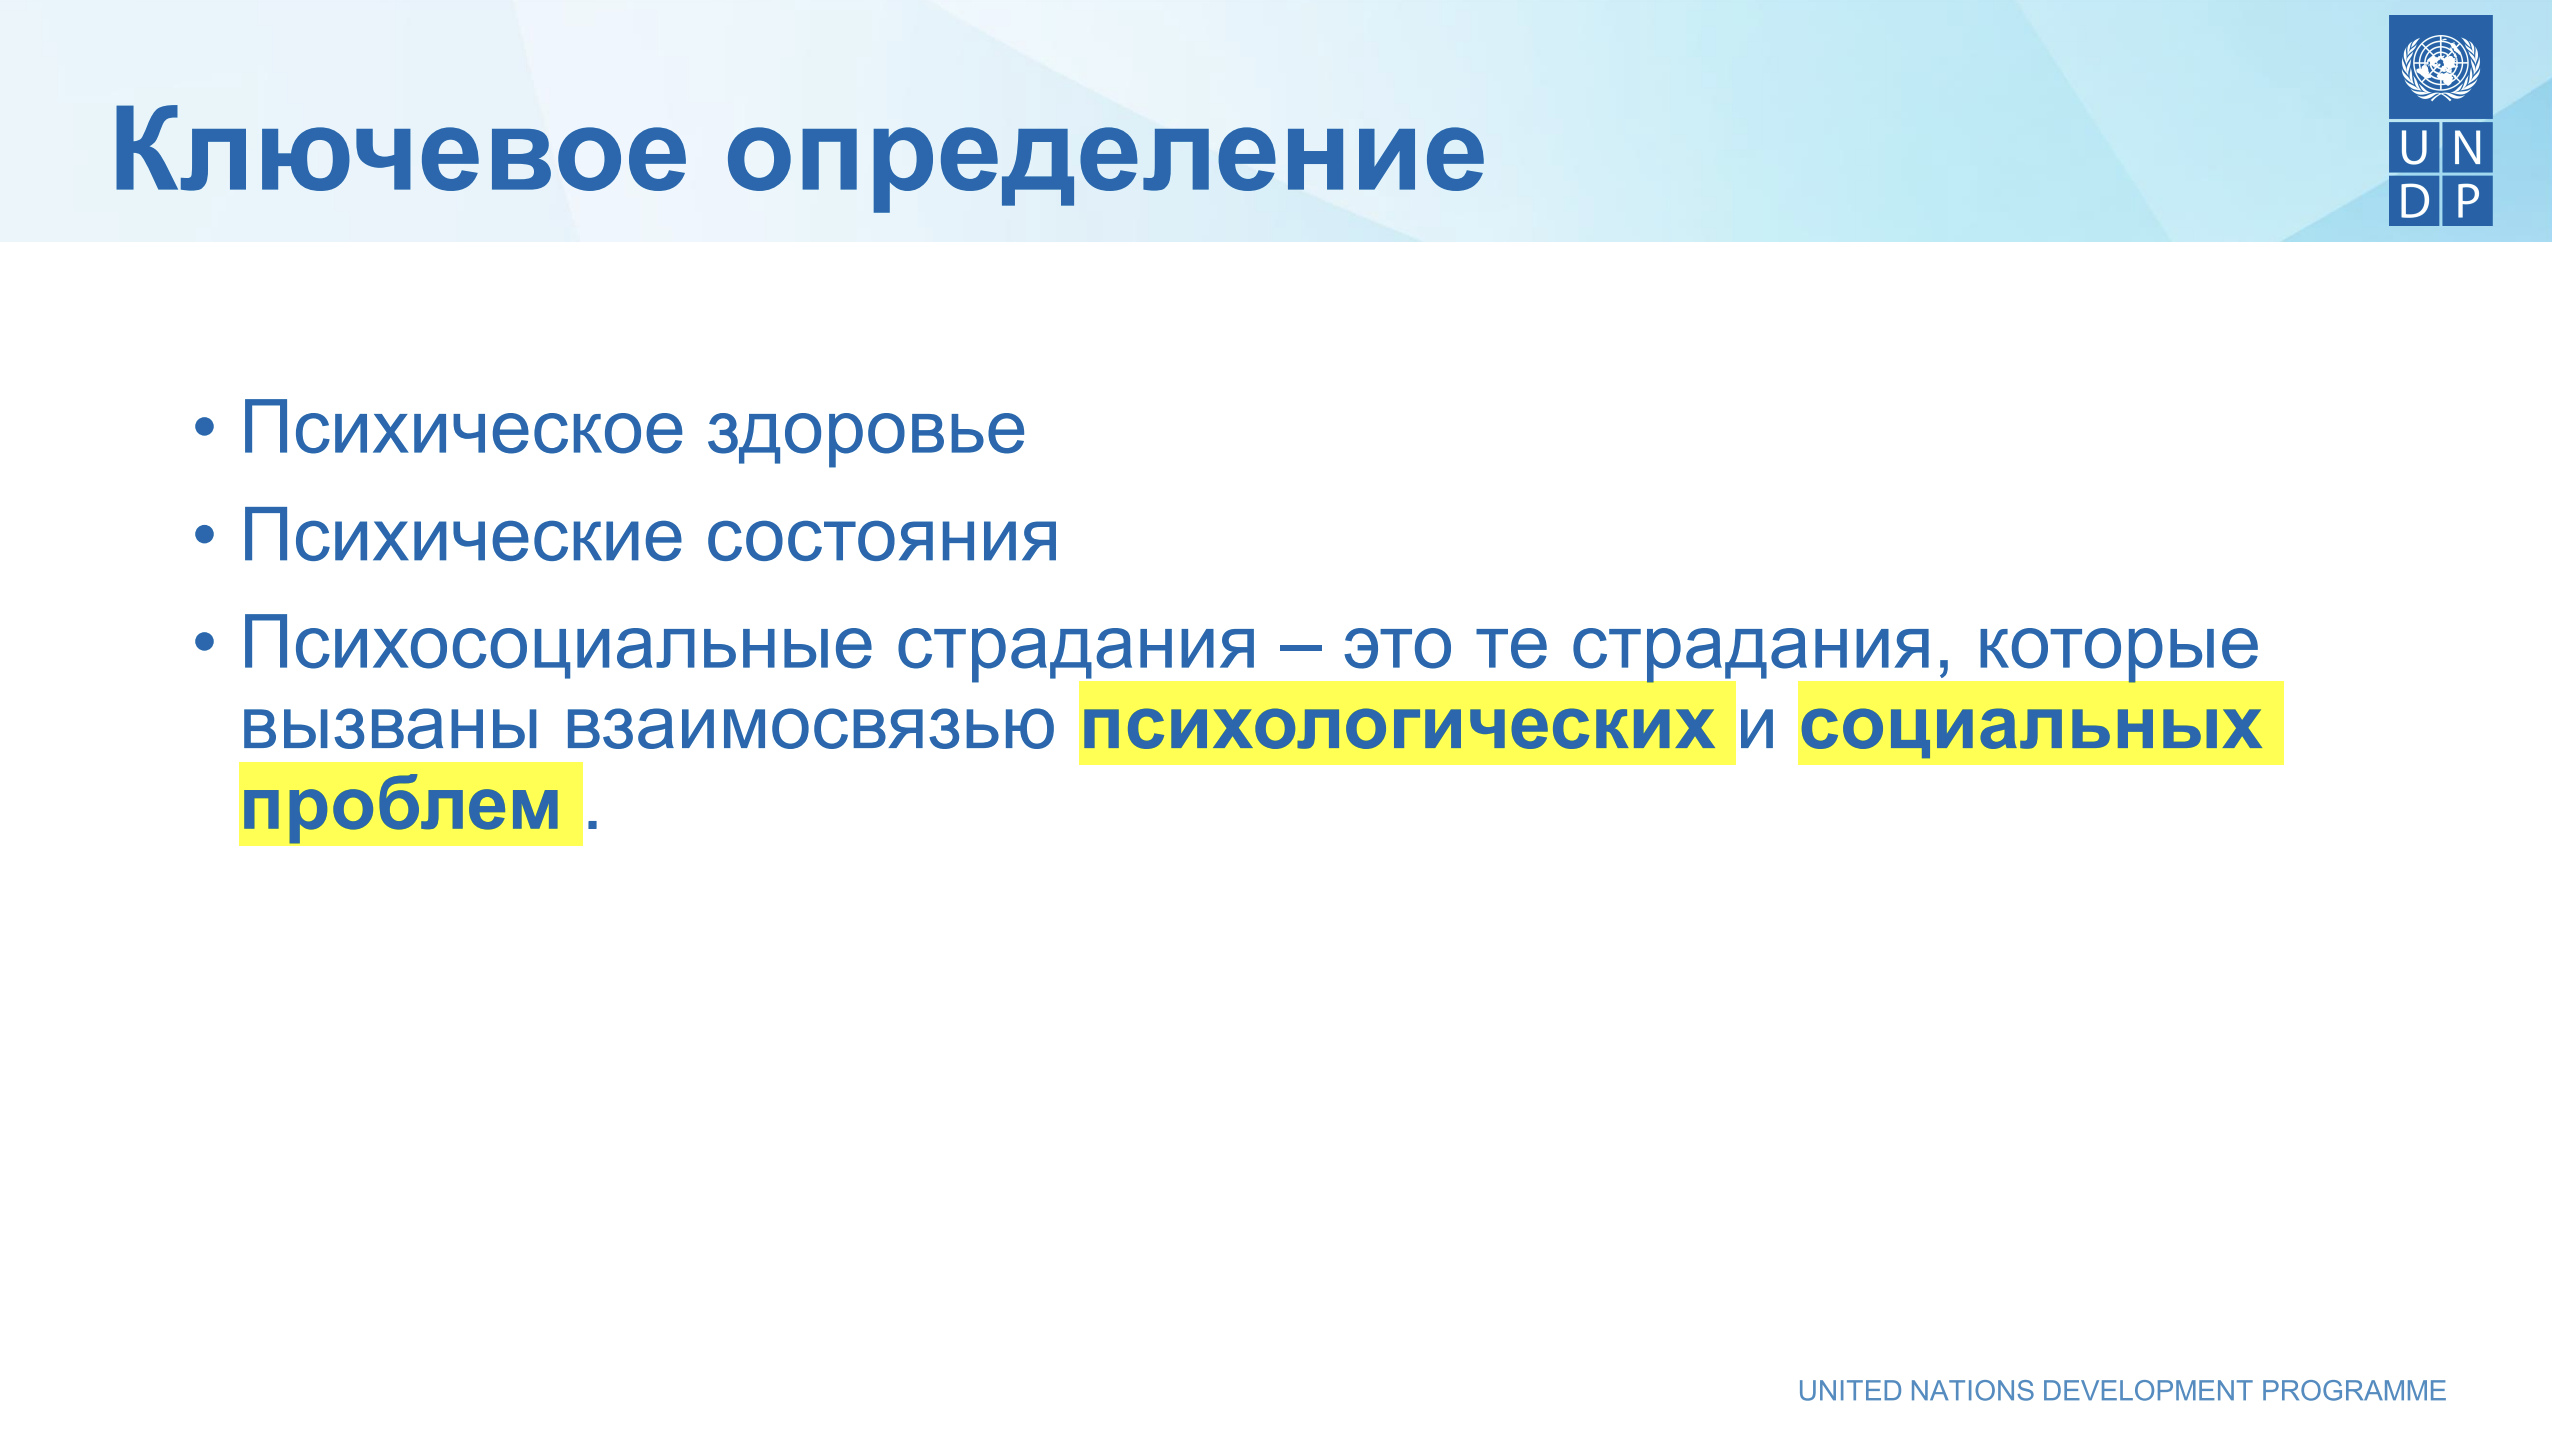 Ключевое определение
U N
D P
• Психическое здоровье
• Психические состояния
• Психосоциальные страдания – это те страдания, которые
вызваны взаимосвязью психологических и социальных
проблем .
UNITED NATIONS DEVELOPMENT PROGRAMME